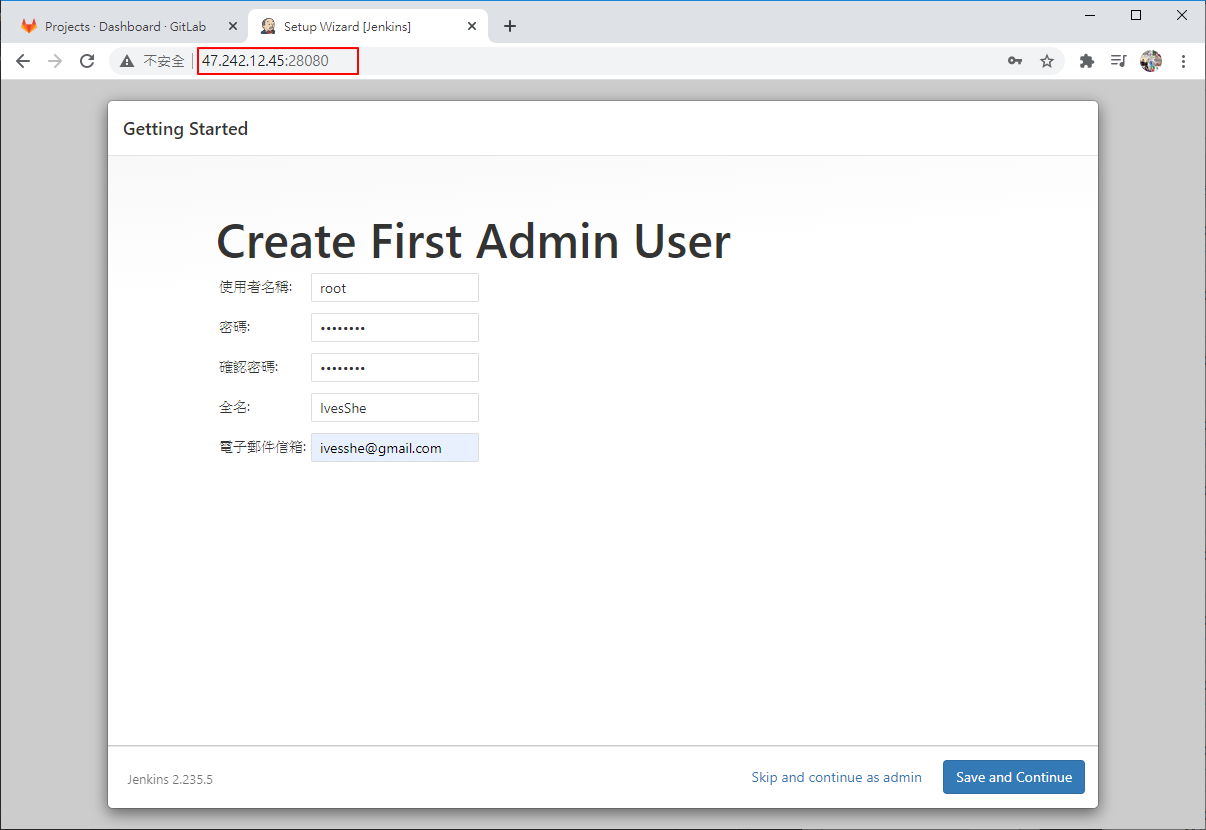 Projects · Dashboard · GitLab
Setup Wizard [Jenkins]
不安全
47.242.12.45:28080
Getting Started
Create First Admin User
使用者名稱: root
密碼: ••••••••
確認密碼: ••••••••
全名: IvesShe
電子郵件信箱: ivesshe@gmail.com
Jenkins 2.235.5
Skip and continue as admin
Save and Continue